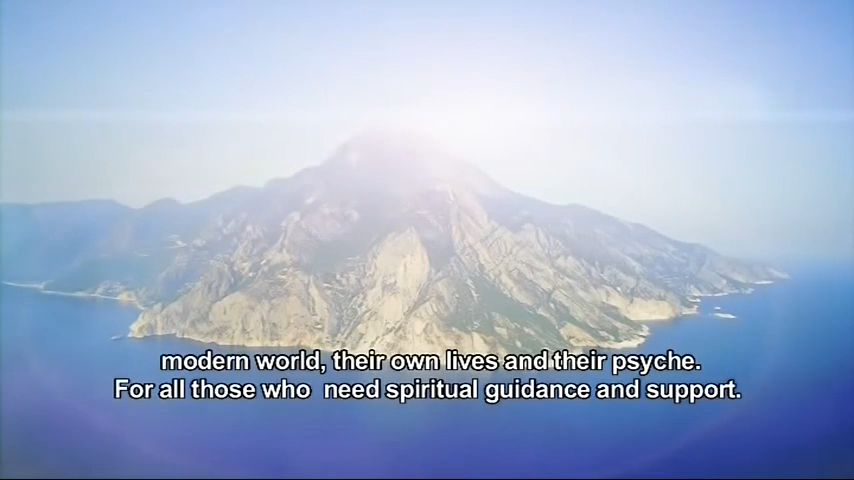 modern world, their own lives and their psyche.
For all those who  need spiritual guidance and support.